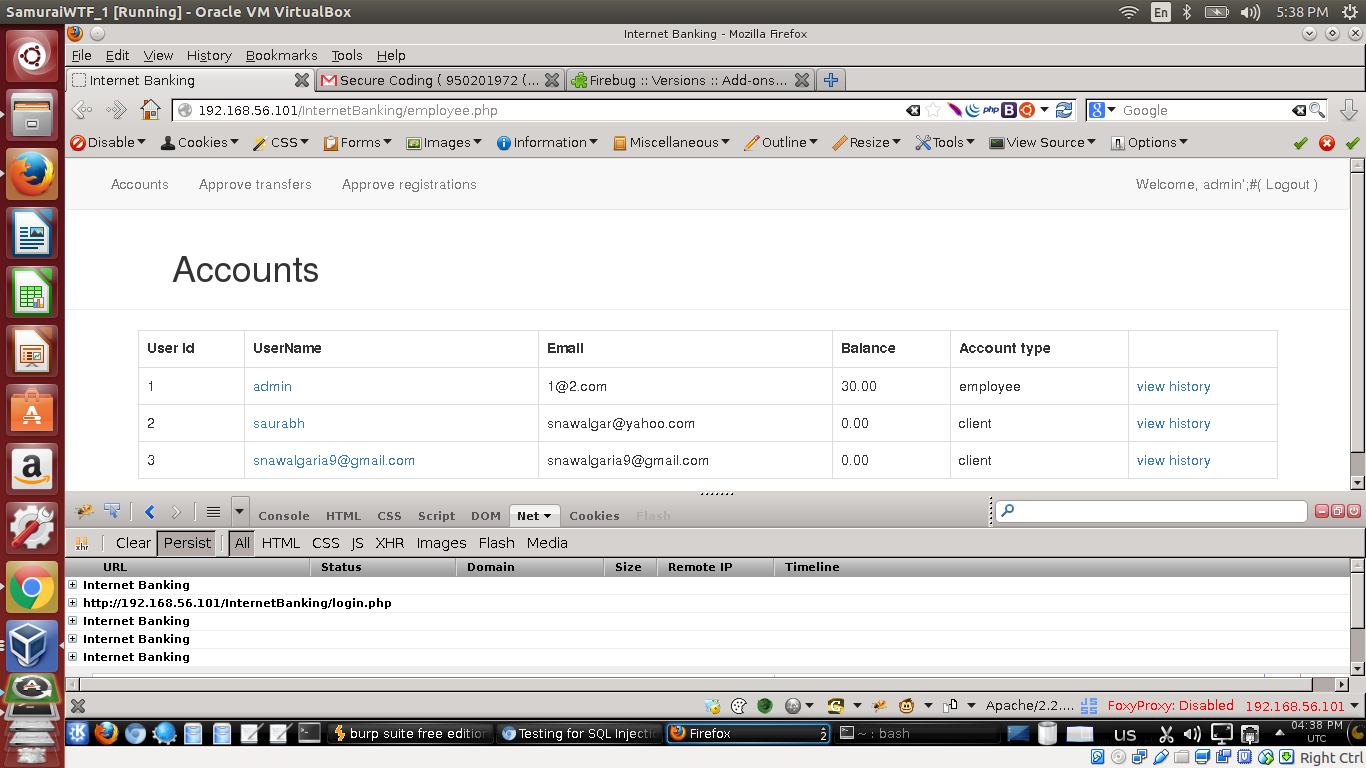 SamuraiWTF_1 [Running] - Oracle VM VirtualBox
En
5:38 PM
Internet Banking - Mozilla Firefox
File Edit View History Bookmarks Tools Help
Internet Banking
Secure Coding ( 950201972 (...
Firebug :: Versions :: Add-ons...
192.168.56.101/InternetBanking/employee.php
php
Google
Disable Cookies CSS Forms Images Information Miscellaneous Outline Resize Tools View Source Options
Accounts Approve transfers Approve registrations
Welcome, admin';#( Logout )
Accounts
User Id UserName Email Balance Account type
1 admin 1@2.com 30.00 employee view history
2 saurabh snawalgar@yahoo.com 0.00 client view history
3 snawalgaria9@gmail.com snawalgaria9@gmail.com 0.00 client view history
Console HTML CSS Script DOM Net Cookies Flash
xhr Clear Persist All HTML CSS JS XHR Images Flash Media
URL Status Domain Size Remote IP Timeline
Internet Banking
http://192.168.56.101/InternetBanking/login.php
Internet Banking
Internet Banking
Internet Banking
Apache/2.2.... FoxyProxy: Disabled 192.168.56.101
burp suite free edition
Testing for SQL Injecti
Firefox 2
~ : bash
US
04:38 PM
UTC
Right Ctrl